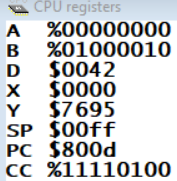 CPU registers
A %00000000
B %01000010
D $0042
X $0000
Y $7695
SP $00ff
PC $800d
CC %11110100